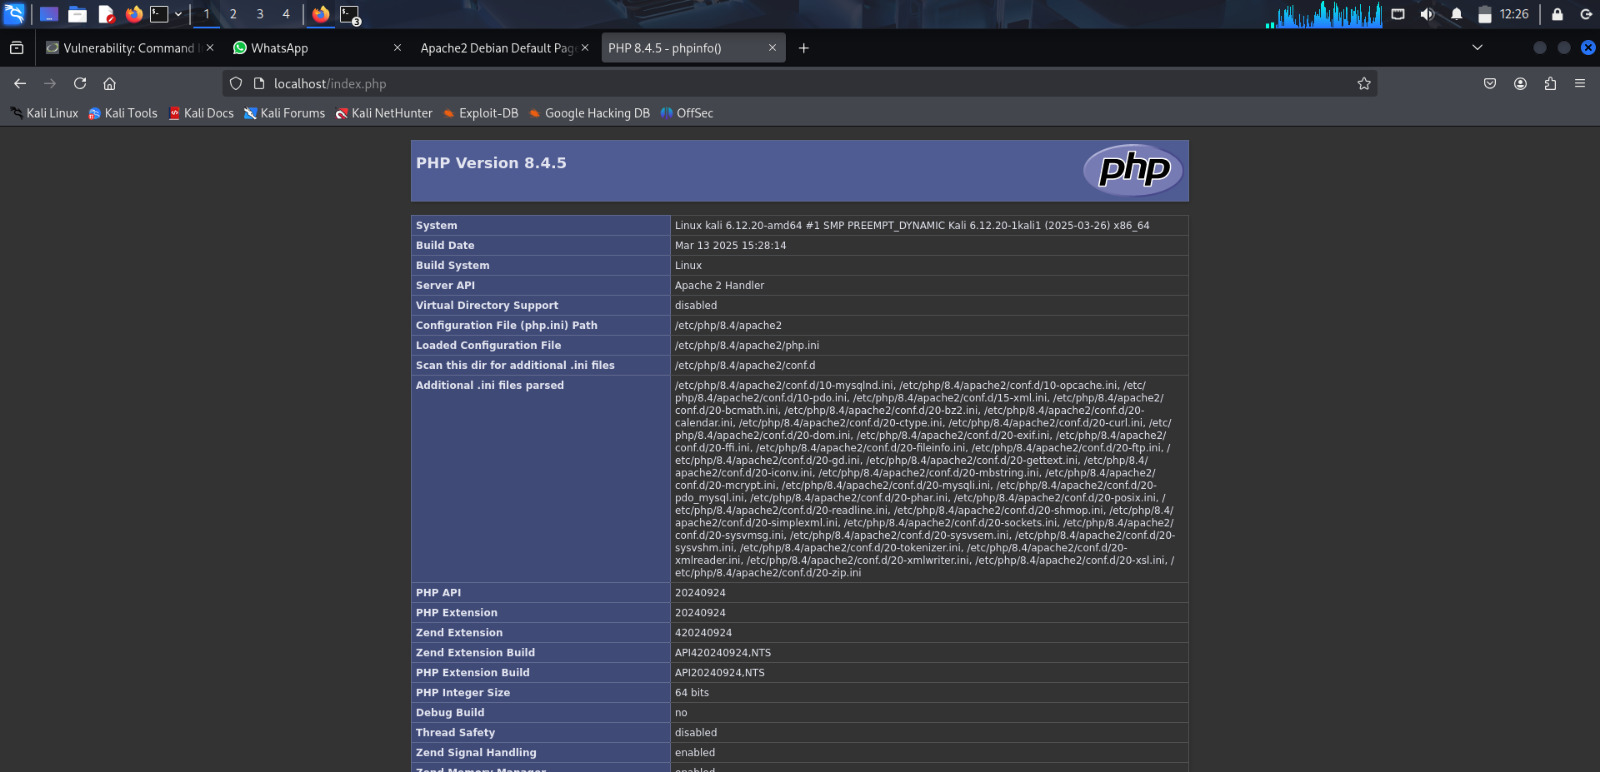 1 2 3 4 3 12:26
Vulnerability: Command WhatsApp Apache2 Debian Default Page PHP 8.4.5 - phpinfo()
localhost/index.php
Kali Linux Kali Tools Kali Docs Kali Forums Kali NetHunter Exploit-DB Google Hacking DB OffSec
PHP Version 8.4.5 php
System Linux kali 6.12.20-amd64 #1 SMP PREEMPT_DYNAMIC Kali 6.12.20-1kali1 (2025-03-26) x86_64
Build Date Mar 13 2025 15:28:14
Build System Linux
Server API Apache 2 Handler
Virtual Directory Support disabled
Configuration File (php.ini) Path /etc/php/8.4/apache2
Loaded Configuration File /etc/php/8.4/apache2/php.ini
Scan this dir for additional .ini files /etc/php/8.4/apache2/conf.d
Additional .ini files parsed /etc/php/8.4/apache2/conf.d/10-mysqlnd.ini, /etc/php/8.4/apache2/conf.d/10-opcache.ini, /etc/
php/8.4/apache2/conf.d/10-pdo.ini, /etc/php/8.4/apache2/conf.d/15-xml.ini, /etc/php/8.4/apache2/
conf.d/20-bcmath.ini, /etc/php/8.4/apache2/conf.d/20-bz2.ini, /etc/php/8.4/apache2/conf.d/20-
calendar.ini, /etc/php/8.4/apache2/conf.d/20-ctype.ini, /etc/php/8.4/apache2/conf.d/20-curl.ini, /etc/
php/8.4/apache2/conf.d/20-dom.ini, /etc/php/8.4/apache2/conf.d/20-exif.ini, /etc/php/8.4/apache2/
conf.d/20-ffi.ini, /etc/php/8.4/apache2/conf.d/20-fileinfo.ini, /etc/php/8.4/apache2/conf.d/20-ftp.ini, /
etc/php/8.4/apache2/conf.d/20-gd.ini, /etc/php/8.4/apache2/conf.d/20-gettext.ini, /etc/php/8.4/
apache2/conf.d/20-iconv.ini, /etc/php/8.4/apache2/conf.d/20-mbstring.ini, /etc/php/8.4/apache2/
conf.d/20-mcrypt.ini, /etc/php/8.4/apache2/conf.d/20-mysqli.ini, /etc/php/8.4/apache2/conf.d/20-
pdo_mysql.ini, /etc/php/8.4/apache2/conf.d/20-phar.ini, /etc/php/8.4/apache2/conf.d/20-posix.ini, /
etc/php/8.4/apache2/conf.d/20-readline.ini, /etc/php/8.4/apache2/conf.d/20-shmop.ini, /etc/php/8.4/
apache2/conf.d/20-simplexml.ini, /etc/php/8.4/apache2/conf.d/20-sockets.ini, /etc/php/8.4/apache2/
conf.d/20-sysvmsg.ini, /etc/php/8.4/apache2/conf.d/20-sysvsem.ini, /etc/php/8.4/apache2/conf.d/20-
sysvshm.ini, /etc/php/8.4/apache2/conf.d/20-tokenizer.ini, /etc/php/8.4/apache2/conf.d/20-
xmlreader.ini, /etc/php/8.4/apache2/conf.d/20-xmlwriter.ini, /etc/php/8.4/apache2/conf.d/20-xsl.ini, /
etc/php/8.4/apache2/conf.d/20-zip.ini
PHP API 20240924
PHP Extension 20240924
Zend Extension 420240924
Zend Extension Build API420240924,NTS
PHP Extension Build API20240924,NTS
PHP Integer Size 64 bits
Debug Build no
Thread Safety disabled
Zend Signal Handling enabled
Zend Memory Manager enabled